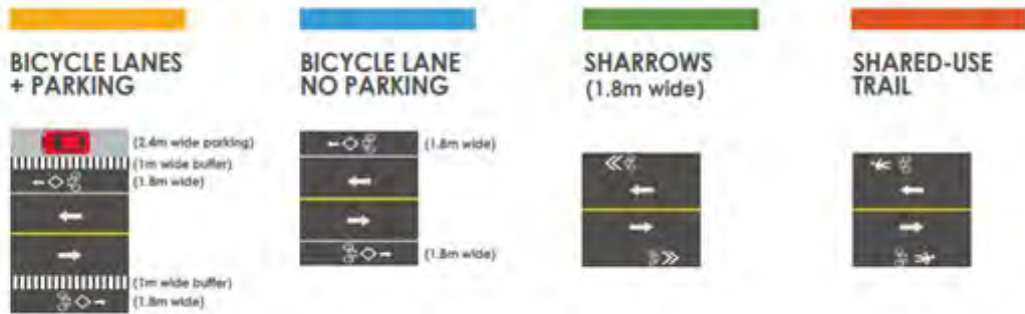 BICYCLE LANES
+ PARKING
(2.4m wide parking)
(1m wide buffer)
(1.8m wide)
(1m wide buffer)
(1.8m wide)
BICYCLE LANE
NO PARKING
(1.8m wide)
(1.8m wide)
SHARROWS
(1.8m wide)
SHARED-USE
TRAIL